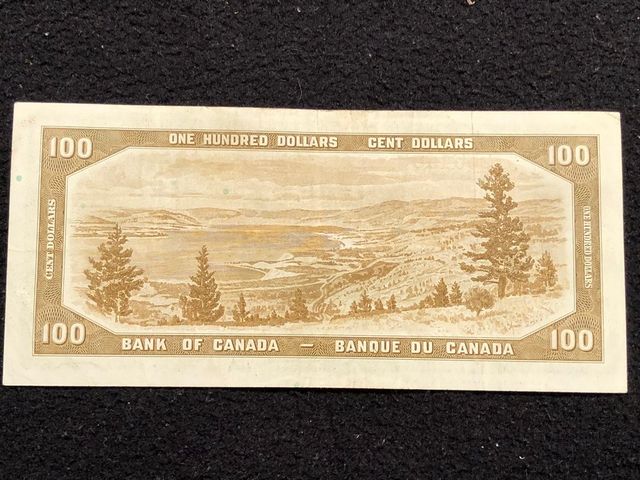 100 ONE HUNDRED DOLLARS CENT DOLLARS 100
CENT DOLLARS
ONE HUNDRED DOLLARS
100 BANK OF CANADA — BANQUE DU CANADA 100